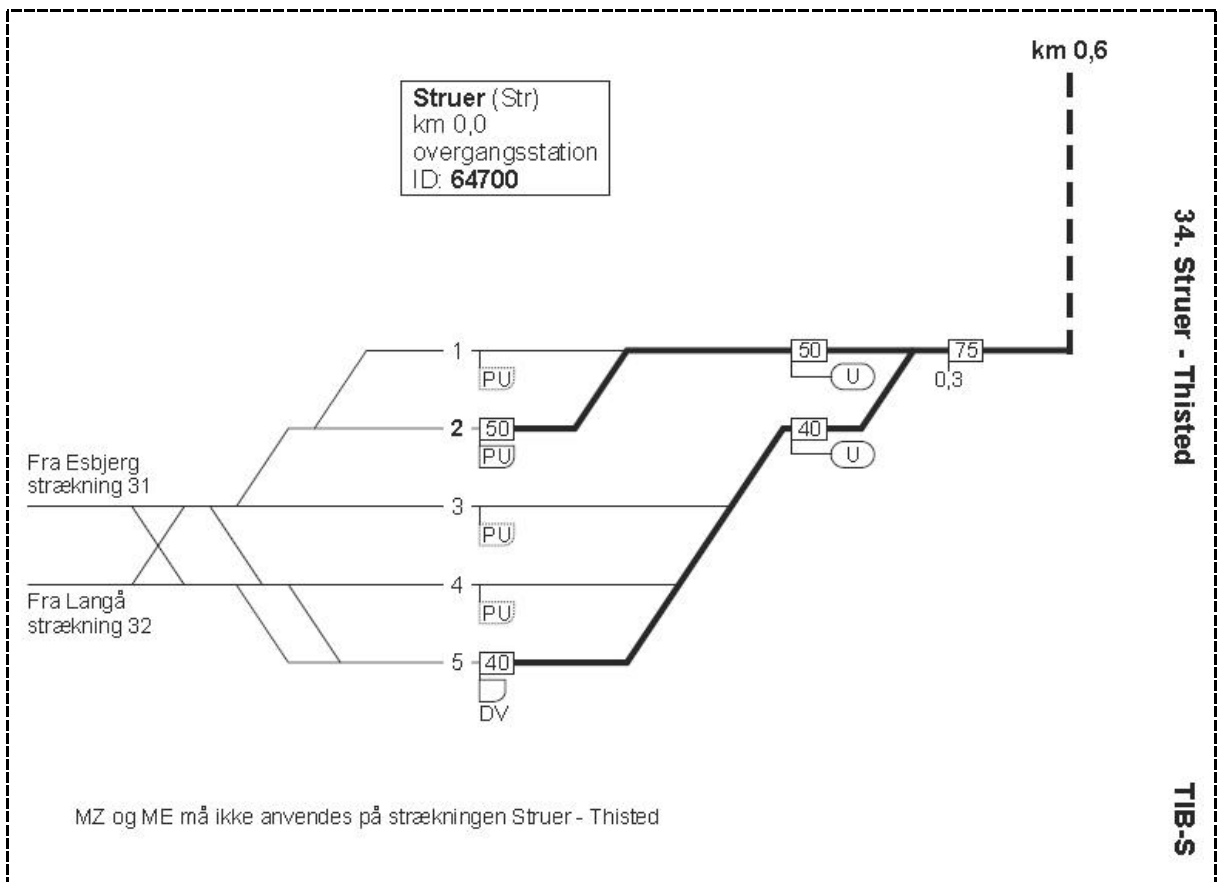 km 0,6
Struer (Str)
km 0,0
overgangsstation
ID: 64700
34. Struer - Thisted
1
PU
50
U
75
0,3
2
50
PU
40
U
Fra Esbjerg
strækning 31
3
PU
4
PU
Fra Langå
strækning 32
5
40
DV
MZ og ME må ikke anvendes på strækningen Struer - Thisted
TIB-S